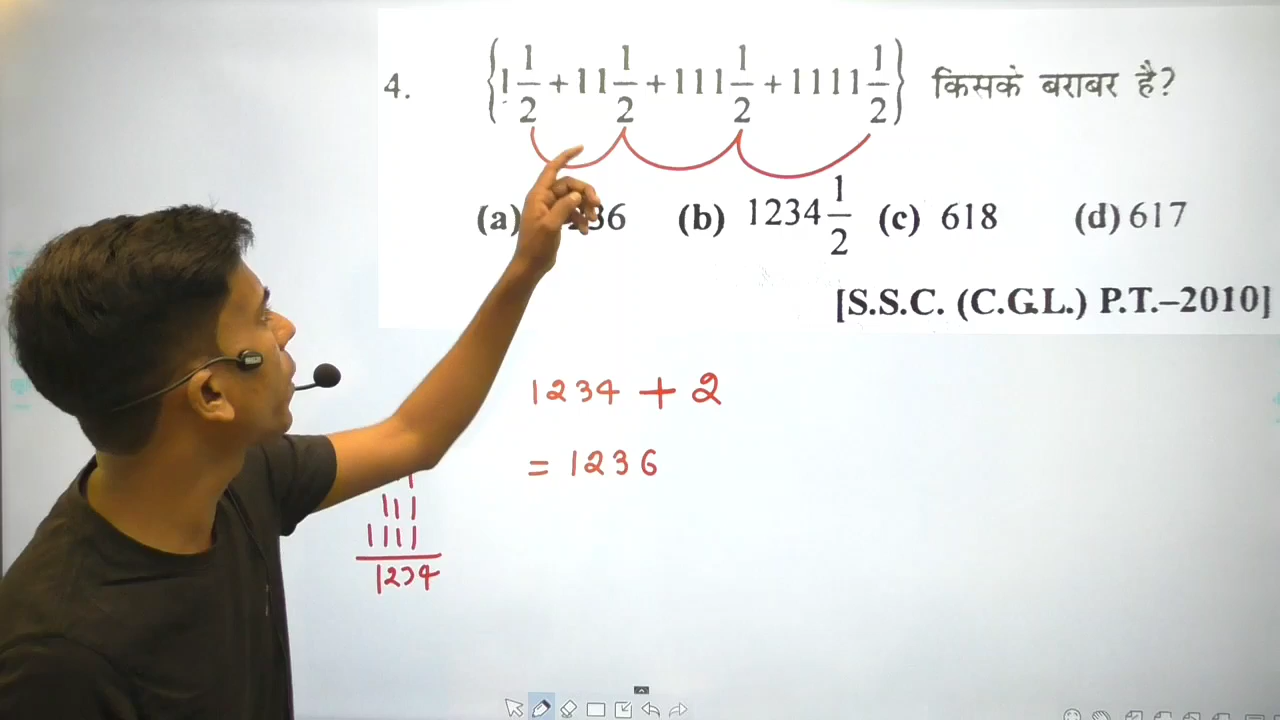 4. {1 1/2 + 11 1/2 + 111 1/2 + 1111 1/2} किसके बराबर है?
(a) 36 (b) 1234 1/2 (c) 618 (d) 617
[S.S.C. (C.G.L.) P.T.–2010]
1234 + 2
= 1236
111
1111
1234